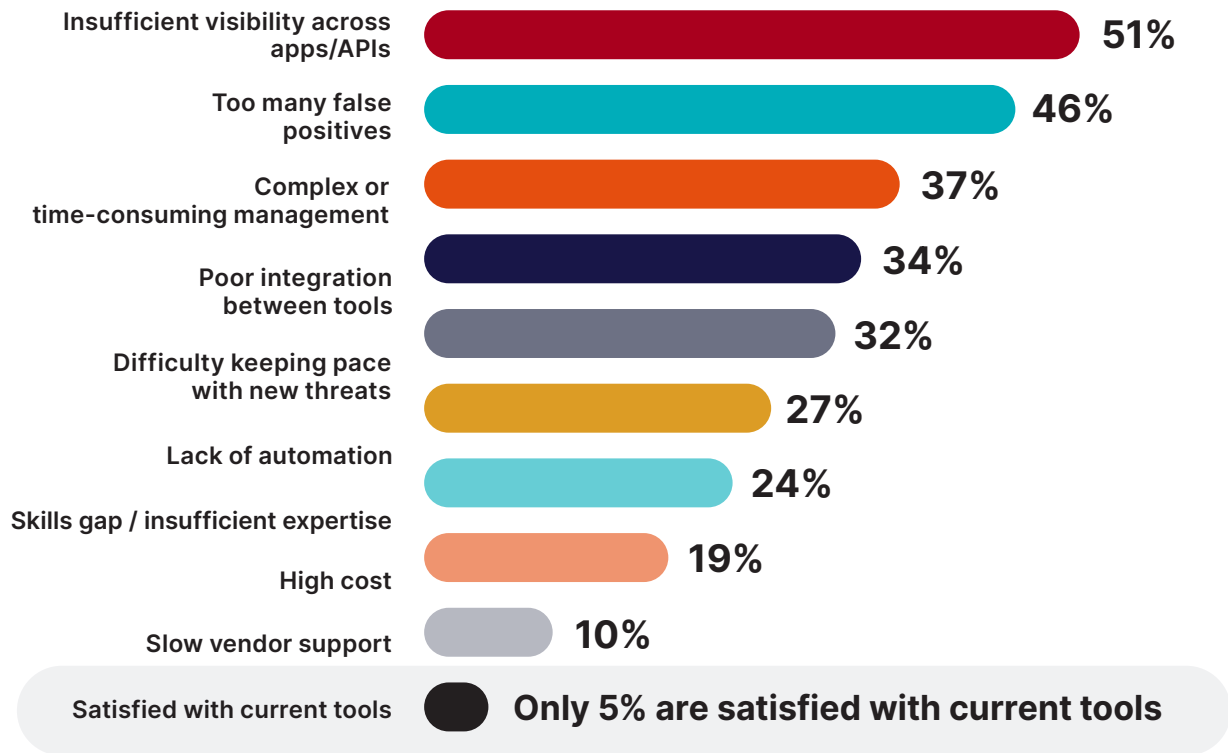 Insufficient visibility across
apps/APIs
51%
Too many false
positives
46%
Complex or
time-consuming management
37%
Poor integration
between tools
34%
Difficulty keeping pace
with new threats
32%
Lack of automation
27%
Skills gap / insufficient expertise
24%
High cost
19%
Slow vendor support
10%
Satisfied with current tools
Only 5% are satisfied with current tools